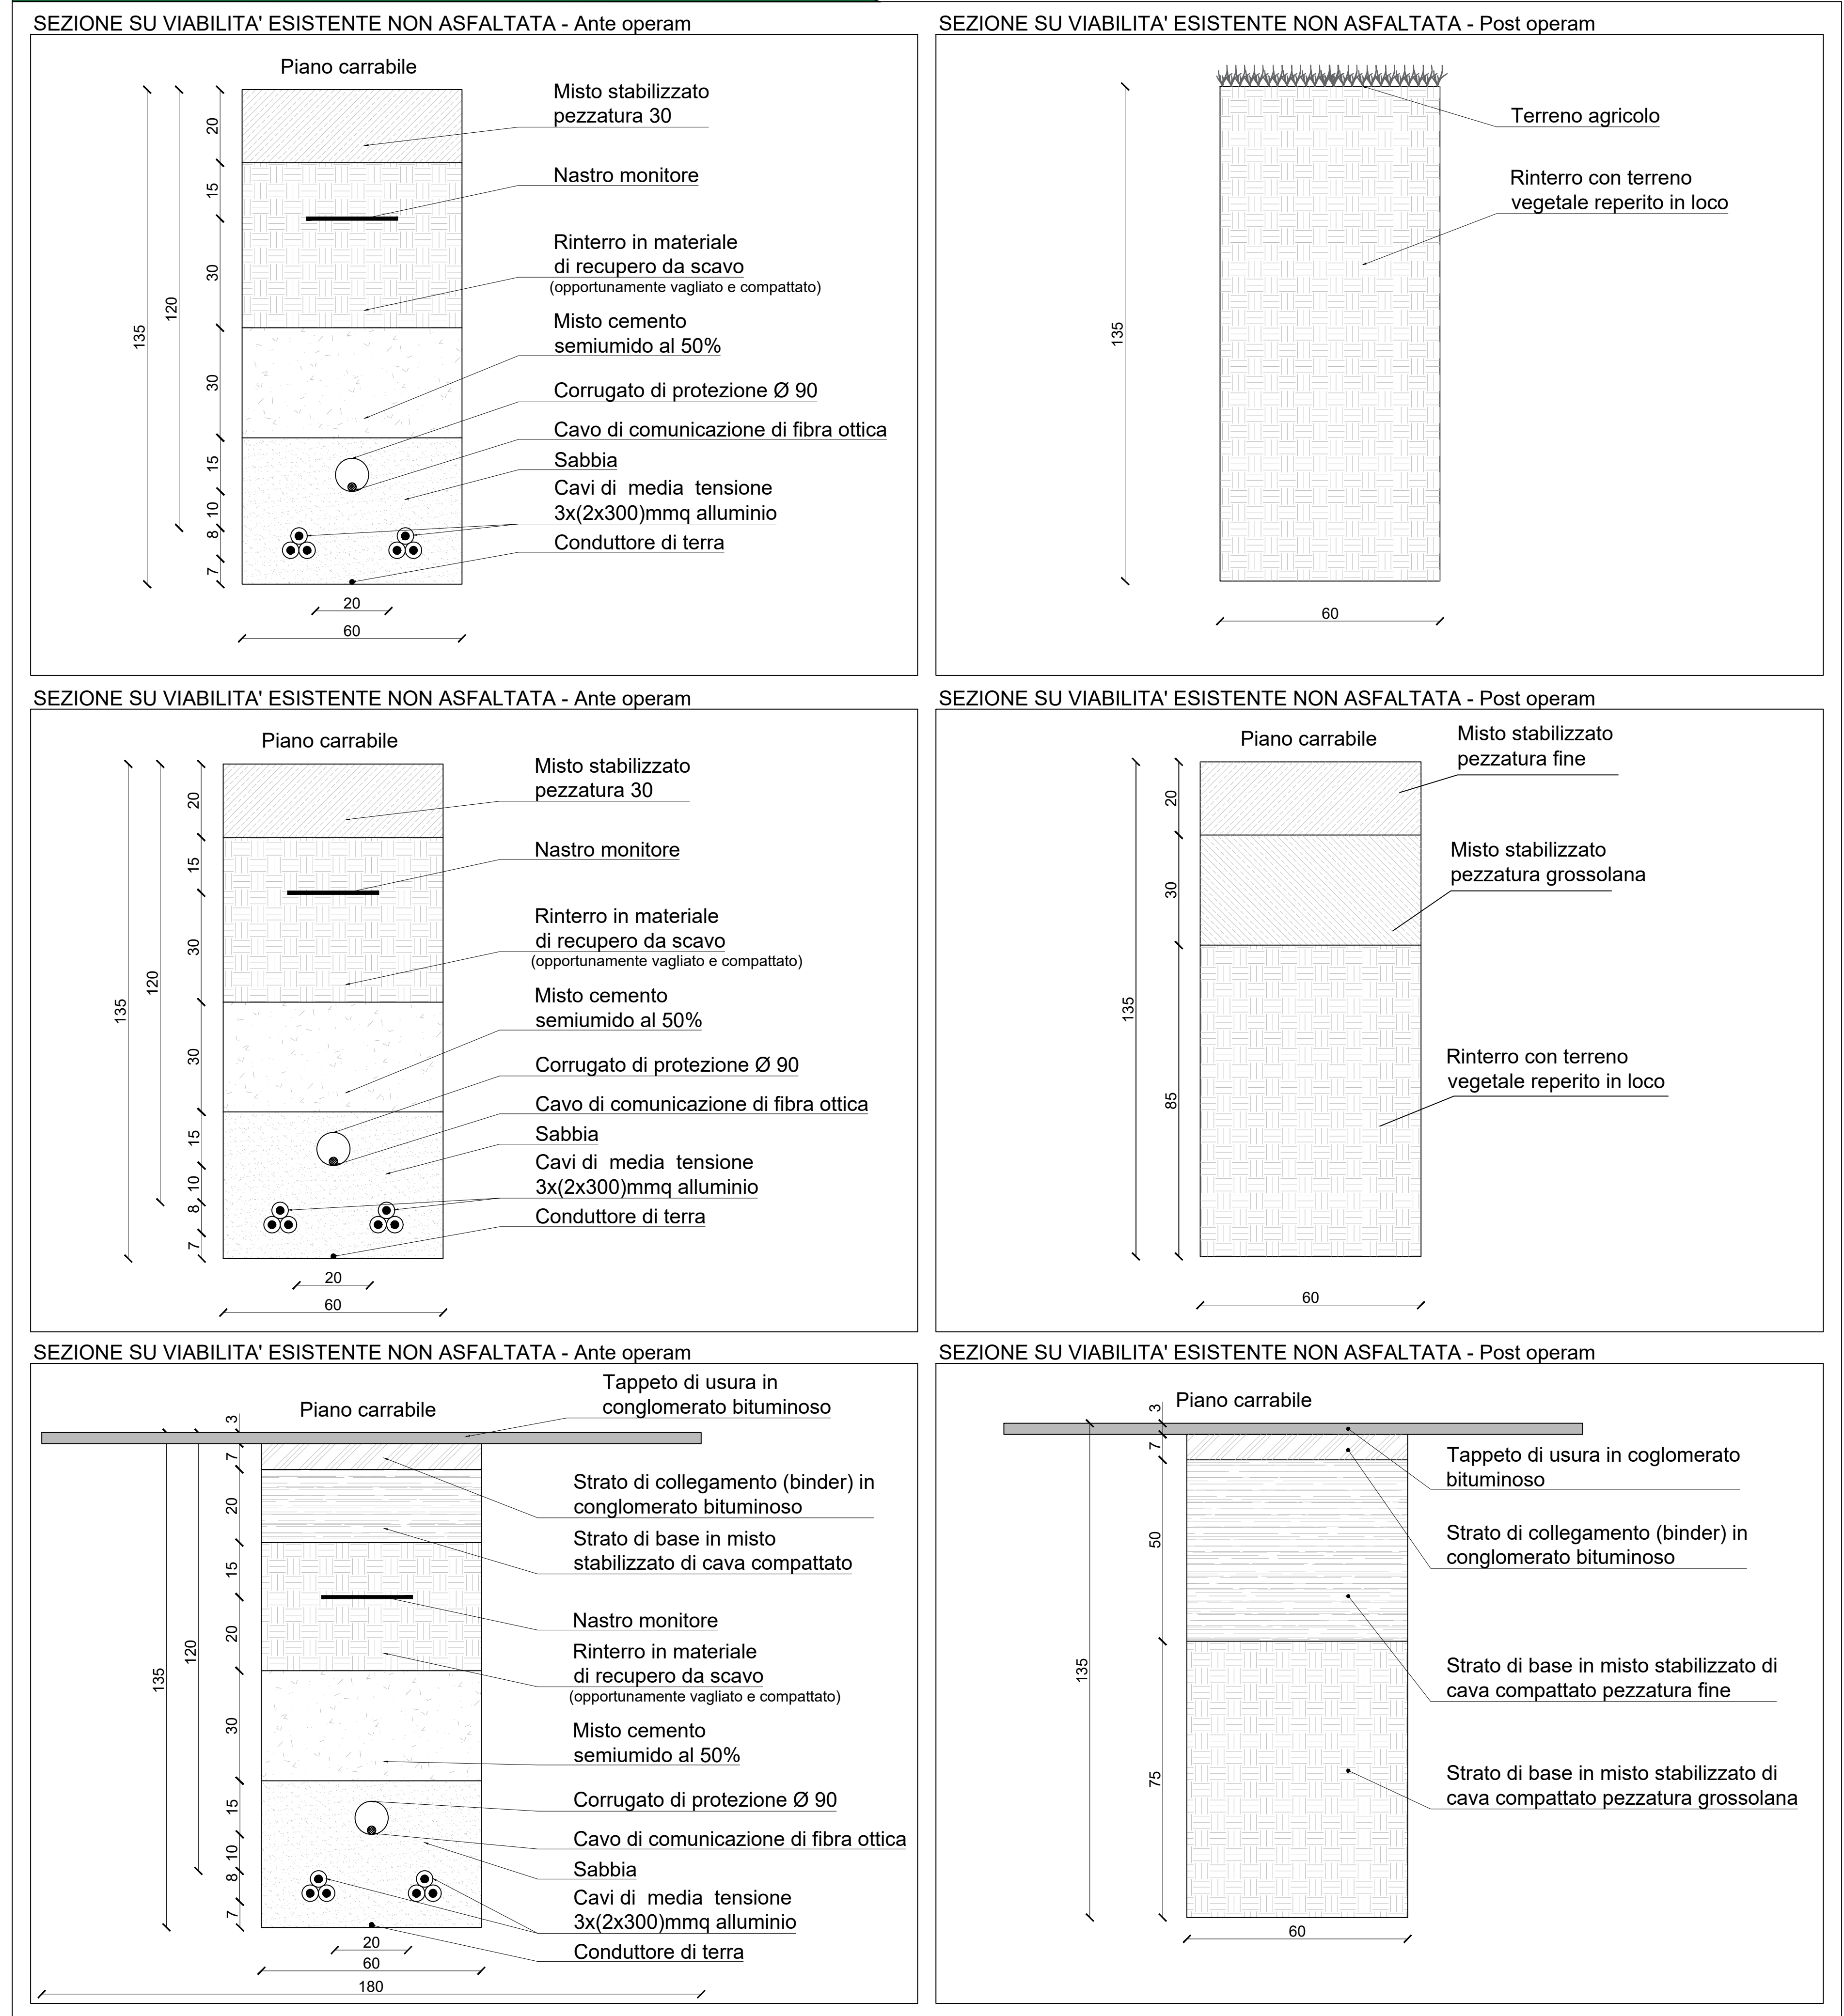 SEZIONE SU VIABILITA' ESISTENTE NON ASFALTATA - Ante operam
Piano carrabile
Misto stabilizzato
pezzatura 30
Nastro monitore
Rinterro in materiale
di recupero da scavo
(opportunamente vagliato e compattato)
Misto cemento
semiumido al 50%
Corrugato di protezione Ø 90
Cavo di comunicazione di fibra ottica
Sabbia
Cavi di media tensione
3x(2x300)mmq alluminio
Conduttore di terra
135
120
20
15
30
30
15
10
8
7
20
60
SEZIONE SU VIABILITA' ESISTENTE NON ASFALTATA - Post operam
Terreno agricolo
Rinterro con terreno
vegetale reperito in loco
135
60
SEZIONE SU VIABILITA' ESISTENTE NON ASFALTATA - Ante operam
Piano carrabile
Misto stabilizzato
pezzatura 30
Nastro monitore
Rinterro in materiale
di recupero da scavo
(opportunamente vagliato e compattato)
Misto cemento
semiumido al 50%
Corrugato di protezione Ø 90
Cavo di comunicazione di fibra ottica
Sabbia
Cavi di media tensione
3x(2x300)mmq alluminio
Conduttore di terra
135
120
20
15
30
30
15
10
8
7
20
60
SEZIONE SU VIABILITA' ESISTENTE NON ASFALTATA - Post operam
Piano carrabile
Misto stabilizzato
pezzatura fine
Misto stabilizzato
pezzatura grossolana
Rinterro con terreno
vegetale reperito in loco
135
20
30
85
60
SEZIONE SU VIABILITA' ESISTENTE NON ASFALTATA - Ante operam
Piano carrabile
Tappeto di usura in
conglomerato bituminoso
Strato di collegamento (binder) in
conglomerato bituminoso
Strato di base in misto
stabilizzato di cava compattato
Nastro monitore
Rinterro in materiale
di recupero da scavo
(opportunamente vagliato e compattato)
Misto cemento
semiumido al 50%
Corrugato di protezione Ø 90
Cavo di comunicazione di fibra ottica
Sabbia
Cavi di media tensione
3x(2x300)mmq alluminio
Conduttore di terra
135
120
3
7
20
15
20
30
15
10
8
7
20
60
180
SEZIONE SU VIABILITA' ESISTENTE NON ASFALTATA - Post operam
Piano carrabile
Tappeto di usura in coglomerato
bituminoso
Strato di collegamento (binder) in
conglomerato bituminoso
Strato di base in misto stabilizzato di
cava compattato pezzatura fine
Strato di base in misto stabilizzato di
cava compattato pezzatura grossolana
135
3
7
50
75
60